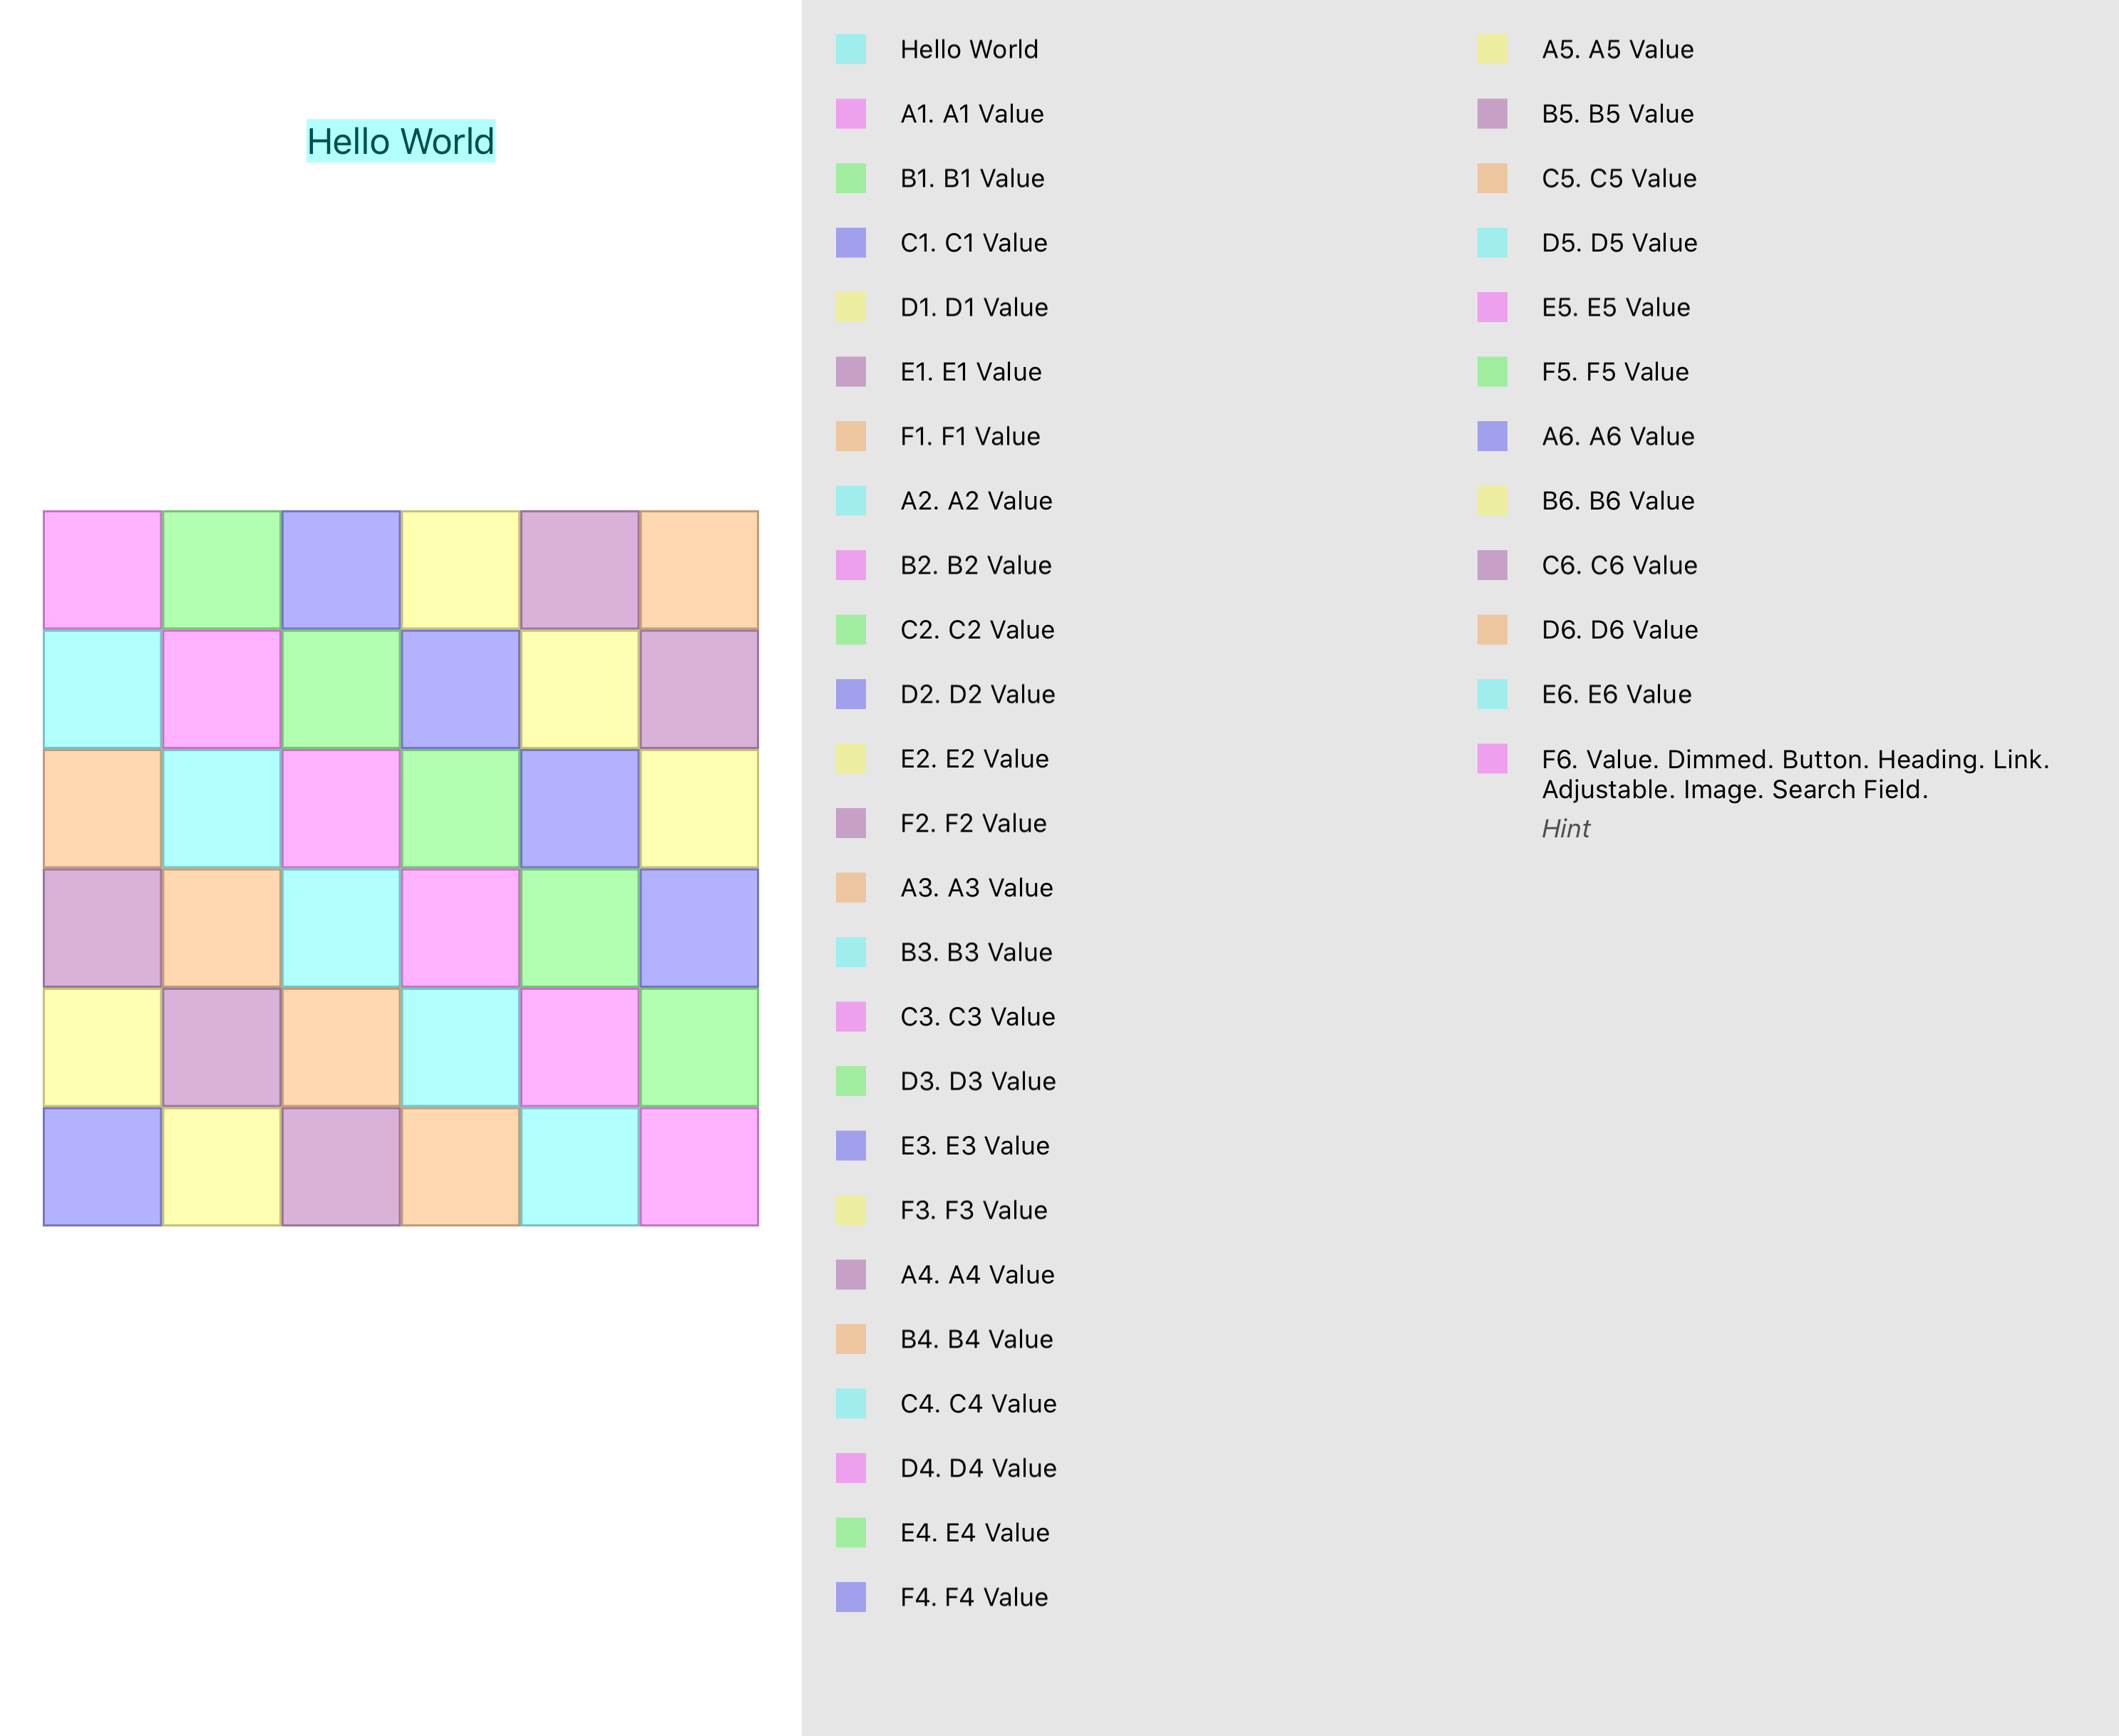 Hello World
Hello World
A1. A1 Value
B1. B1 Value
C1. C1 Value
D1. D1 Value
E1. E1 Value
F1. F1 Value
A2. A2 Value
B2. B2 Value
C2. C2 Value
D2. D2 Value
E2. E2 Value
F2. F2 Value
A3. A3 Value
B3. B3 Value
C3. C3 Value
D3. D3 Value
E3. E3 Value
F3. F3 Value
A4. A4 Value
B4. B4 Value
C4. C4 Value
D4. D4 Value
E4. E4 Value
F4. F4 Value
A5. A5 Value
B5. B5 Value
C5. C5 Value
D5. D5 Value
E5. E5 Value
F5. F5 Value
A6. A6 Value
B6. B6 Value
C6. C6 Value
D6. D6 Value
E6. E6 Value
F6. Value. Dimmed. Button. Heading. Link.
Adjustable. Image. Search Field.
Hint